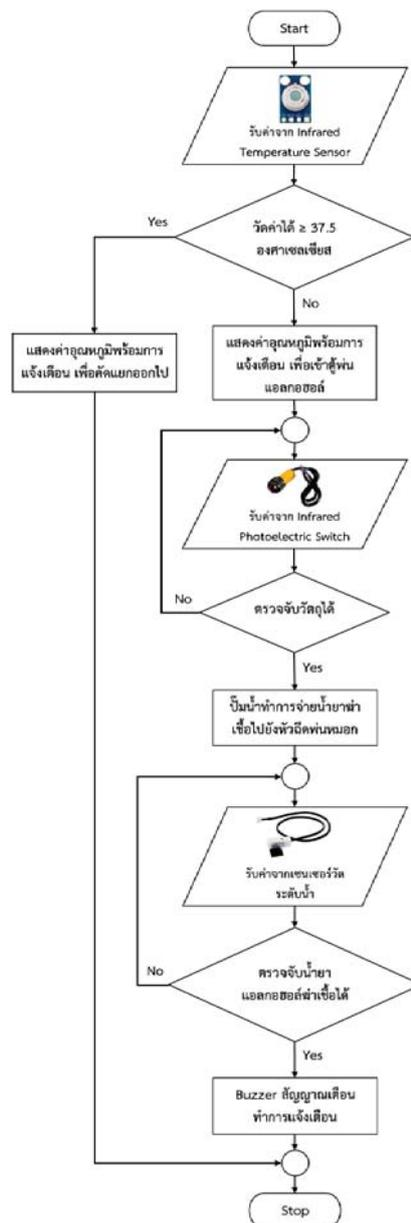 Start
รับค่าจาก Infrared
Temperature Sensor
Yes
วัดค่าได้ ≥ 37.5
องศาเซลเซียส
No
แสดงค่าอุณหภูมิพร้อมการ
แจ้งเตือน เพื่อคัดแยกออกไป
แสดงค่าอุณหภูมิพร้อมการ
แจ้งเตือน เพื่อเข้าตู้พ่น
แอลกอฮอล์
รับค่าจาก Infrared
Photoelectric Switch
No
ตรวจจับวัตถุได้
Yes
ปั๊มน้ำทำการจ่ายน้ำยาฆ่า
เชื้อไปยังหัวฉีดพ่นหมอก
รับค่าจากเซนเซอร์วัด
ระดับน้ำ
No
ตรวจจับน้ำยา
แอลกอฮอล์ฆ่าเชื้อได้
Yes
Buzzer สัญญาณเตือน
ทำการแจ้งเตือน
Stop